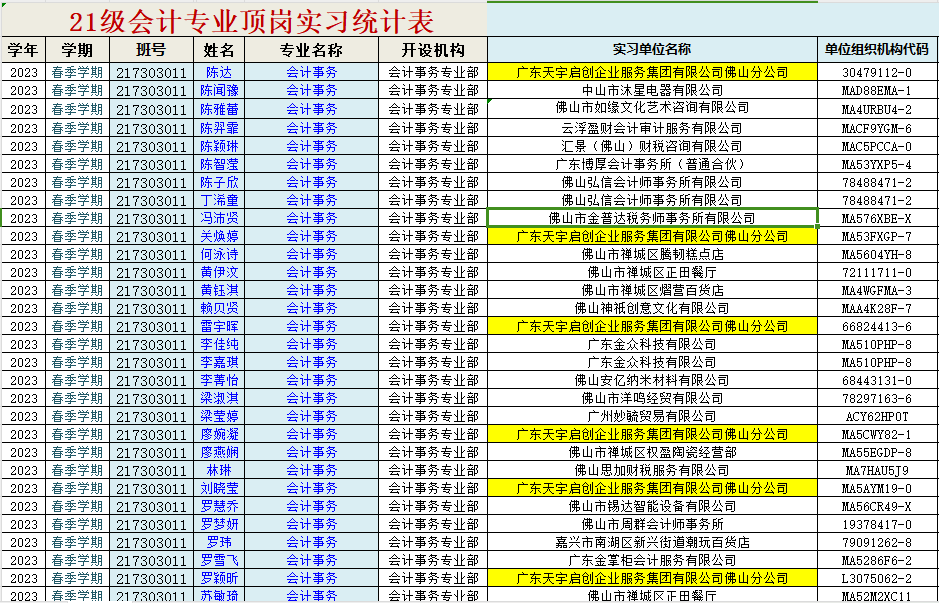 21级会计专业顶岗实习统计表
学年 学期 班号 姓名 专业名称 开设机构 实习单位名称 单位组织机构代码
2023 春季学期 217303011 陈达 会计事务 会计事务专业部 广东天宇启创企业服务集团有限公司佛山分公司 30479112-0
2023 春季学期 217303011 陈闻豫 会计事务 会计事务专业部 中山市沐星电器有限公司 MAD88EMA-1
2023 春季学期 217303011 陈雅蕾 会计事务 会计事务专业部 佛山市如缘文化艺术咨询有限公司 MA4URBU4-2
2023 春季学期 217303011 陈羿霏 会计事务 会计事务专业部 云浮盈财会计审计服务有限公司 MACF9YGM-6
2023 春季学期 217303011 陈颖琳 会计事务 会计事务专业部 汇景（佛山）财税咨询有限公司 MAC5PCCA-0
2023 春季学期 217303011 陈智滢 会计事务 会计事务专业部 广东博厚会计事务所（普通合伙） MA53YXP5-4
2023 春季学期 217303011 陈子欣 会计事务 会计事务专业部 佛山弘信会计师事务所有限公司 78488471-2
2023 春季学期 217303011 丁浠童 会计事务 会计事务专业部 佛山弘信会计师事务所有限公司 78488471-2
2023 春季学期 217303011 冯沛贤 会计事务 会计事务专业部 佛山市金普达税务师事务所有限公司 MA576XBE-X
2023 春季学期 217303011 关焕婷 会计事务 会计事务专业部 广东天宇启创企业服务集团有限公司佛山分公司 MA53FXGP-7
2023 春季学期 217303011 何泳诗 会计事务 会计事务专业部 佛山市禅城区腾韧糕点店 MA5604YH-8
2023 春季学期 217303011 黄伊汶 会计事务 会计事务专业部 佛山市禅城区正田餐厅 72111711-0
2023 春季学期 217303011 黄钰淇 会计事务 会计事务专业部 佛山市禅城区熠营百货店 MA4WGFMA-3
2023 春季学期 217303011 赖贝贤 会计事务 会计事务专业部 佛山神祇创意文化有限公司 MAA4K28F-7
2023 春季学期 217303011 雷宇晖 会计事务 会计事务专业部 广东天宇启创企业服务集团有限公司佛山分公司 66824413-6
2023 春季学期 217303011 李佳纯 会计事务 会计事务专业部 广东金众科技有限公司 MA510PHP-8
2023 春季学期 217303011 李嘉琪 会计事务 会计事务专业部 广东金众科技有限公司 MA510PHP-8
2023 春季学期 217303011 李菁怡 会计事务 会计事务专业部 佛山安亿纳米材料有限公司 68443131-0
2023 春季学期 217303011 梁淑淇 会计事务 会计事务专业部 佛山市洋鸣经贸有限公司 78297163-6
2023 春季学期 217303011 梁莹婷 会计事务 会计事务专业部 广州妙毓贸易有限公司 ACY62HP0T
2023 春季学期 217303011 廖婉凝 会计事务 会计事务专业部 广东天宇启创企业服务集团有限公司佛山分公司 MA5CWY82-1
2023 春季学期 217303011 廖燕娴 会计事务 会计事务专业部 佛山市禅城区权盈陶瓷经营部 MA55EGDP-8
2023 春季学期 217303011 林琳 会计事务 会计事务专业部 佛山思加财税服务有限公司 MA7HAU5J9
2023 春季学期 217303011 刘晓莹 会计事务 会计事务专业部 广东天宇启创企业服务集团有限公司佛山分公司 MA5AYM19-0
2023 春季学期 217303011 罗慧乔 会计事务 会计事务专业部 佛山市锡达智能设备有限公司 MA56CR49-X
2023 春季学期 217303011 罗梦妍 会计事务 会计事务专业部 佛山市周群会计师事务所 19378417-0
2023 春季学期 217303011 罗玮 会计事务 会计事务专业部 嘉兴市南湖区新兴街道潮玩百货店 79091262-8
2023 春季学期 217303011 罗雪飞 会计事务 会计事务专业部 广东金掌柜会计服务有限公司 MA5286F6-2
2023 春季学期 217303011 罗颖昕 会计事务 会计事务专业部 广东天宇启创企业服务集团有限公司佛山分公司 L3075062-2
2023 春季学期 217303011 苏敏琦 会计事务 会计事务专业部 佛山市禅城区正田餐厅 MA52M2XC11